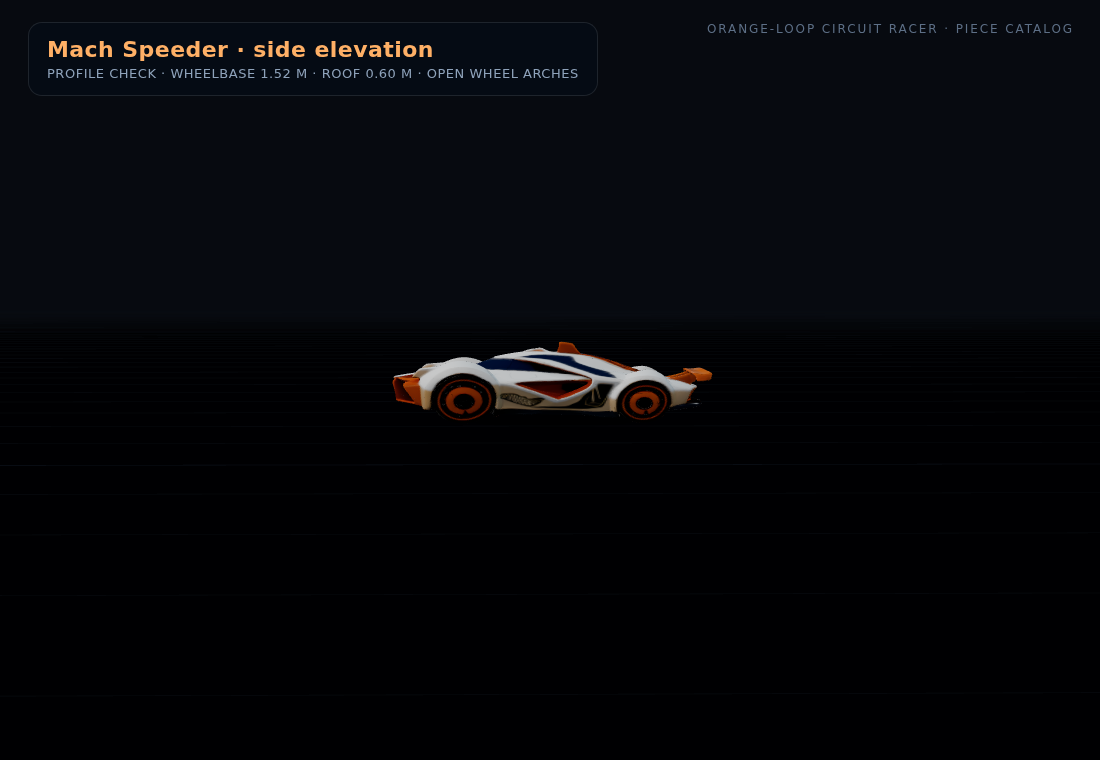 Mach Speeder · side elevation
PROFILE CHECK · WHEELBASE 1.52 M · ROOF 0.60 M · OPEN WHEEL ARCHES
ORANGE-LOOP CIRCUIT RACER · PIECE CATALOG